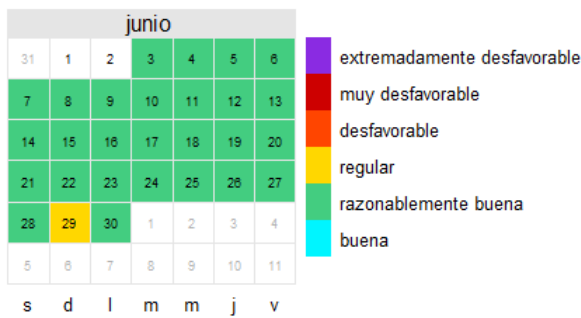 junio
31 1 2 3 4 5 6
7 8 9 10 11 12 13
14 15 16 17 18 19 20
21 22 23 24 25 26 27
28 29 30 1 2 3 4
5 6 7 8 9 10 11
s d l m m j v
extremadamente desfavorable
muy desfavorable
desfavorable
regular
razonablemente buena
buena